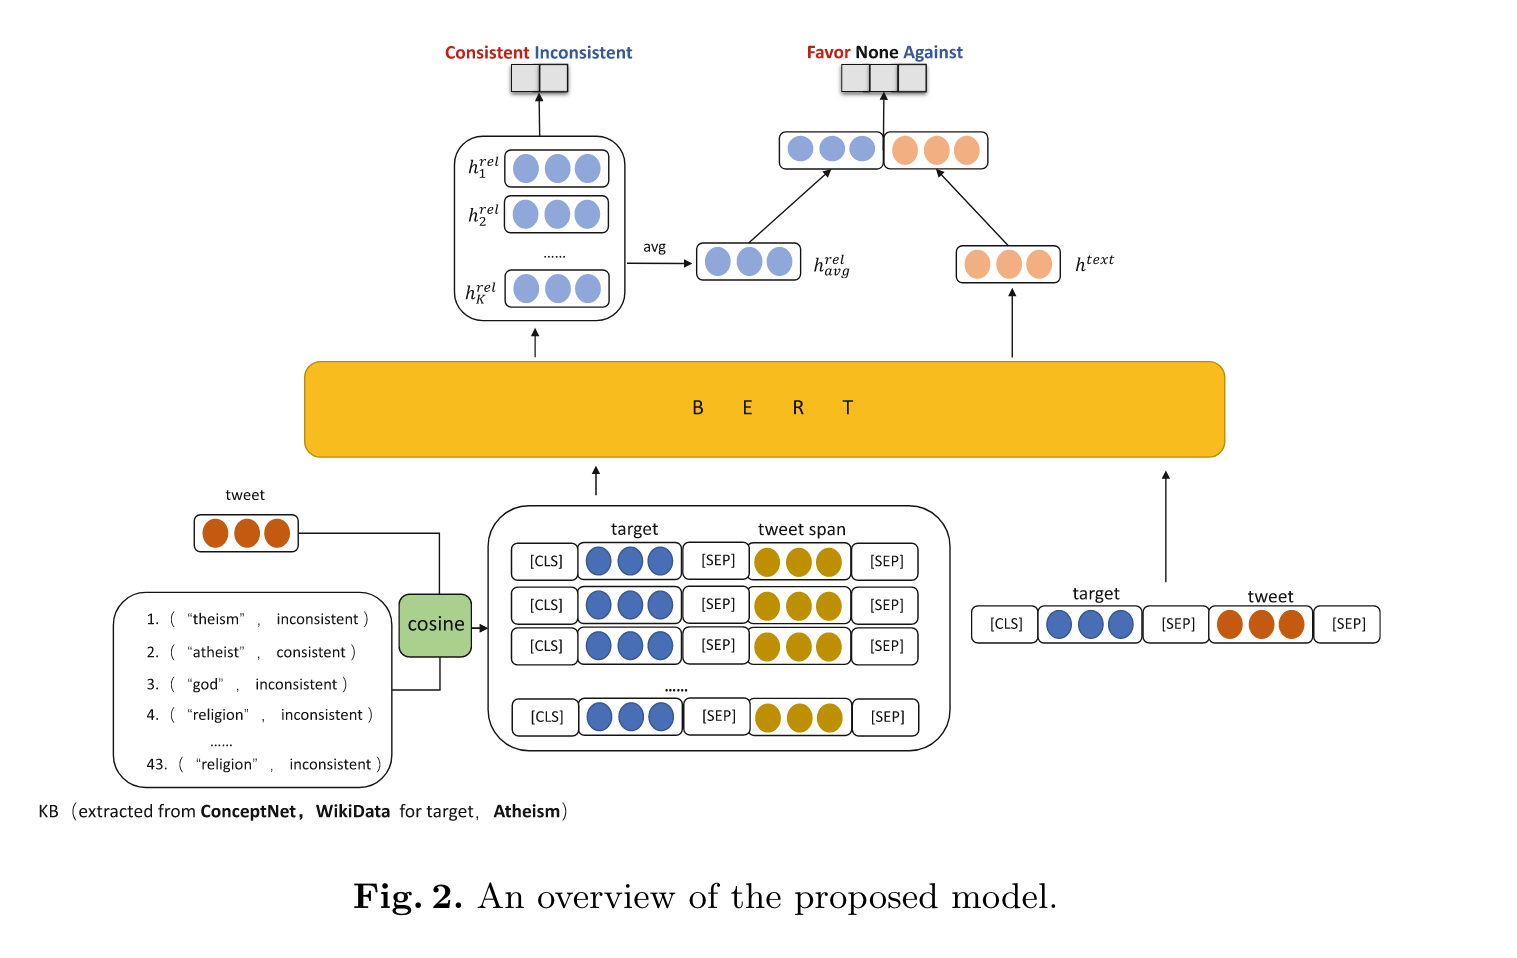 Consistent Inconsistent
Favor None Against
h_1^{rel}
h_2^{rel}
......
h_K^{rel}
avg
h_{avg}^{rel}
h^{text}
B E R T
tweet
cosine
1. ( “theism” , inconsistent )
2. ( “atheist” , consistent )
3. ( “god” , inconsistent )
4. ( “religion” , inconsistent )
......
43. ( “religion” , inconsistent )
KB (extracted from ConceptNet, WikiData for target, Atheism)
target tweet span
[CLS] [SEP] [SEP]
[CLS] [SEP] [SEP]
[CLS] [SEP] [SEP]
......
[CLS] [SEP] [SEP]
target tweet
[CLS] [SEP] [SEP]
Fig. 2. An overview of the proposed model.